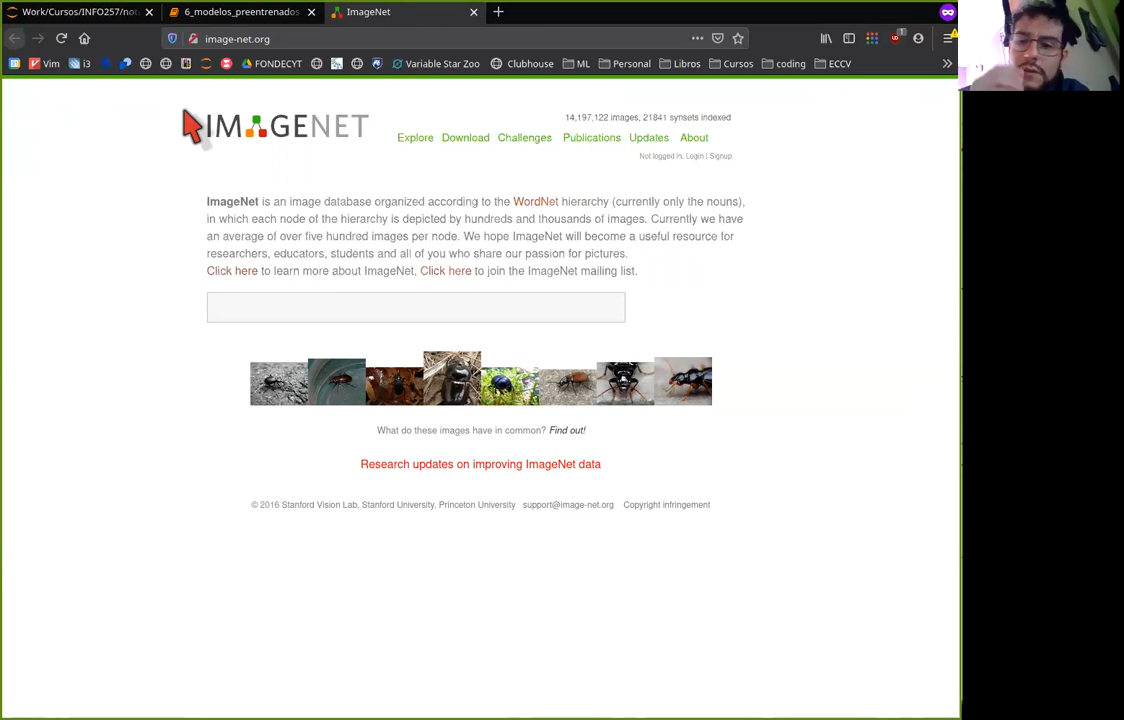 Work/Cursos/INFO257/not
6_modelos_preentrenados
ImageNet
image-net.org
Vim
i3
FONDECYT
Variable Star Zoo
Clubhouse
ML
Personal
Libros
Cursos
coding
ECCV
IMAGENET
14,197,122 images, 21841 synsets indexed
Explore Download Challenges Publications Updates About
Not logged in. Login | Signup
ImageNet is an image database organized according to the WordNet hierarchy (currently only the nouns),
in which each node of the hierarchy is depicted by hundreds and thousands of images. Currently we have
an average of over five hundred images per node. We hope ImageNet will become a useful resource for
researchers, educators, students and all of you who share our passion for pictures.
Click here to learn more about ImageNet, Click here to join the ImageNet mailing list.
What do these images have in common? Find out!
Research updates on improving ImageNet data
© 2016 Stanford Vision Lab, Stanford University, Princeton University support@image-net.org Copyright infringement